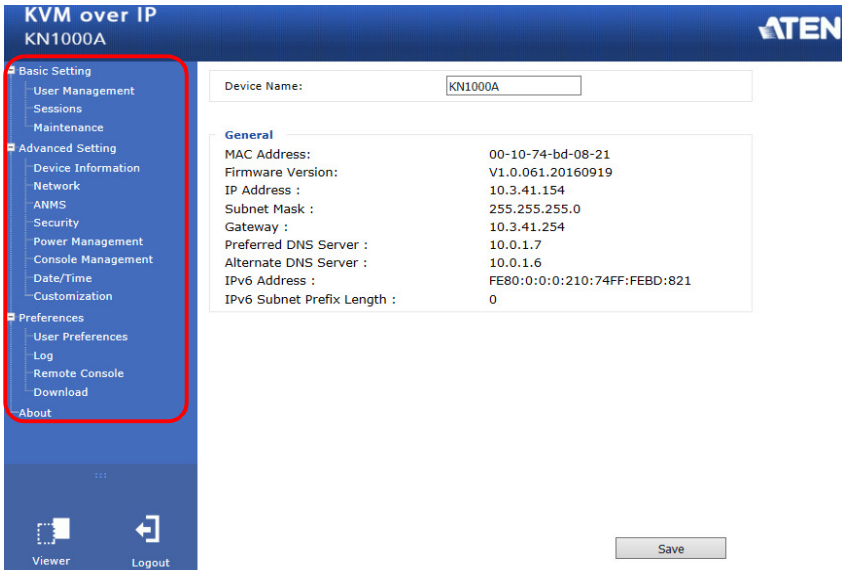 KVM over IP
KN1000A
ATEN
Basic Setting
User Management
Sessions
Maintenance
Advanced Setting
Device Information
Network
ANMS
Security
Power Management
Console Management
Date/Time
Customization
Preferences
User Preferences
Log
Remote Console
Download
About
Viewer
Logout
Device Name: KN1000A
General
MAC Address: 00-10-74-bd-08-21
Firmware Version: V1.0.061.20160919
IP Address : 10.3.41.154
Subnet Mask : 255.255.255.0
Gateway : 10.3.41.254
Preferred DNS Server : 10.0.1.7
Alternate DNS Server : 10.0.1.6
IPv6 Address : FE80:0:0:0:210:74FF:FEBD:821
IPv6 Subnet Prefix Length : 0
Save